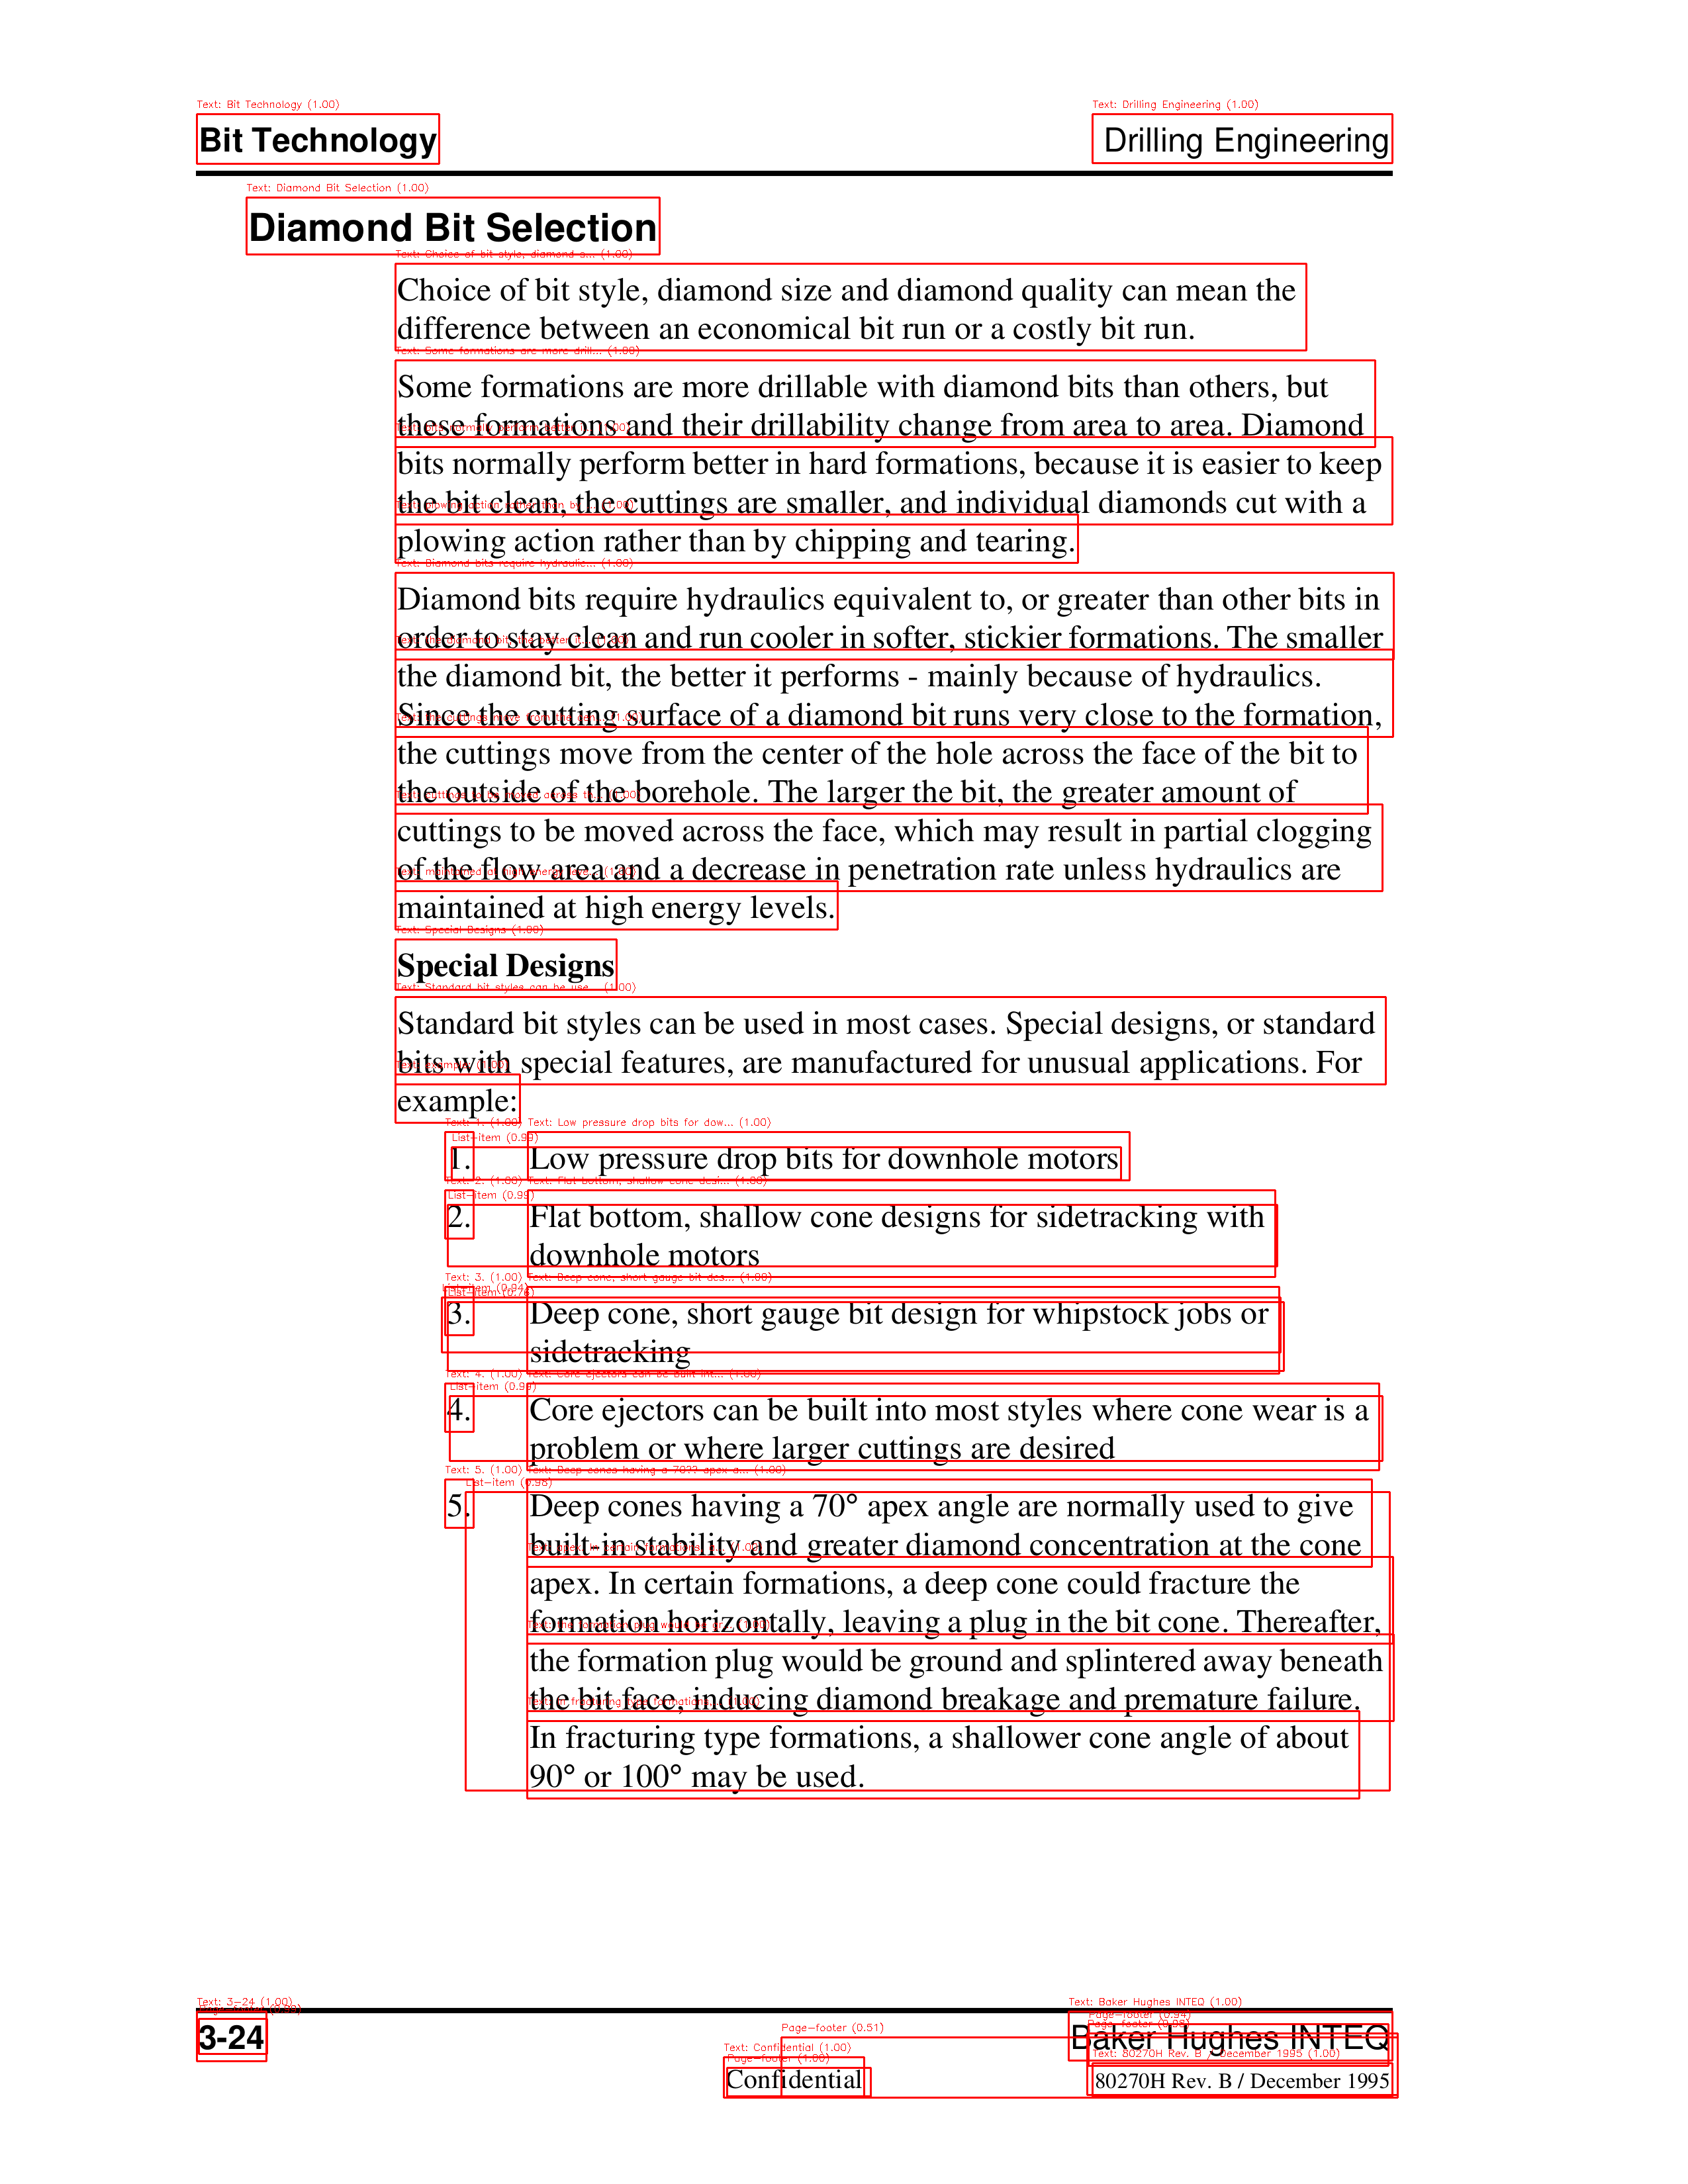 Bit Technology
Drilling Engineering
Diamond Bit Selection
Choice of bit style, diamond size and diamond quality can mean the
difference between an economical bit run or a costly bit run.
Some formations are more drillable with diamond bits than others, but
these formations and their drillability change from area to area. Diamond
bits normally perform better in hard formations, because it is easier to keep
the bit clean, the cuttings are smaller, and individual diamonds cut with a
plowing action rather than by chipping and tearing.
Diamond bits require hydraulics equivalent to, or greater than other bits in
order to stay clean and run cooler in softer, stickier formations. The smaller
the diamond bit, the better it performs - mainly because of hydraulics.
Since the cutting surface of a diamond bit runs very close to the formation,
the cuttings move from the center of the hole across the face of the bit to
the outside of the borehole. The larger the bit, the greater amount of
cuttings to be moved across the face, which may result in partial clogging
of the flow area and a decrease in penetration rate unless hydraulics are
maintained at high energy levels.
Special Designs
Standard bit styles can be used in most cases. Special designs, or standard
bits with special features, are manufactured for unusual applications. For
example:
1. Low pressure drop bits for downhole motors
2. Flat bottom, shallow cone designs for sidetracking with
downhole motors
3. Deep cone, short gauge bit design for whipstock jobs or
sidetracking
4. Core ejectors can be built into most styles where cone wear is a
problem or where larger cuttings are desired
5. Deep cones having a 70° apex angle are normally used to give
built-in stability and greater diamond concentration at the cone
apex. In certain formations, a deep cone could fracture the
formation horizontally, leaving a plug in the bit cone. Thereafter,
the formation plug would be ground and splintered away beneath
the bit face, inducing diamond breakage and premature failure.
In fracturing type formations, a shallower cone angle of about
90° or 100° may be used.
3-24
Baker Hughes INTEQ
Confidential
80270H Rev. B / December 1995